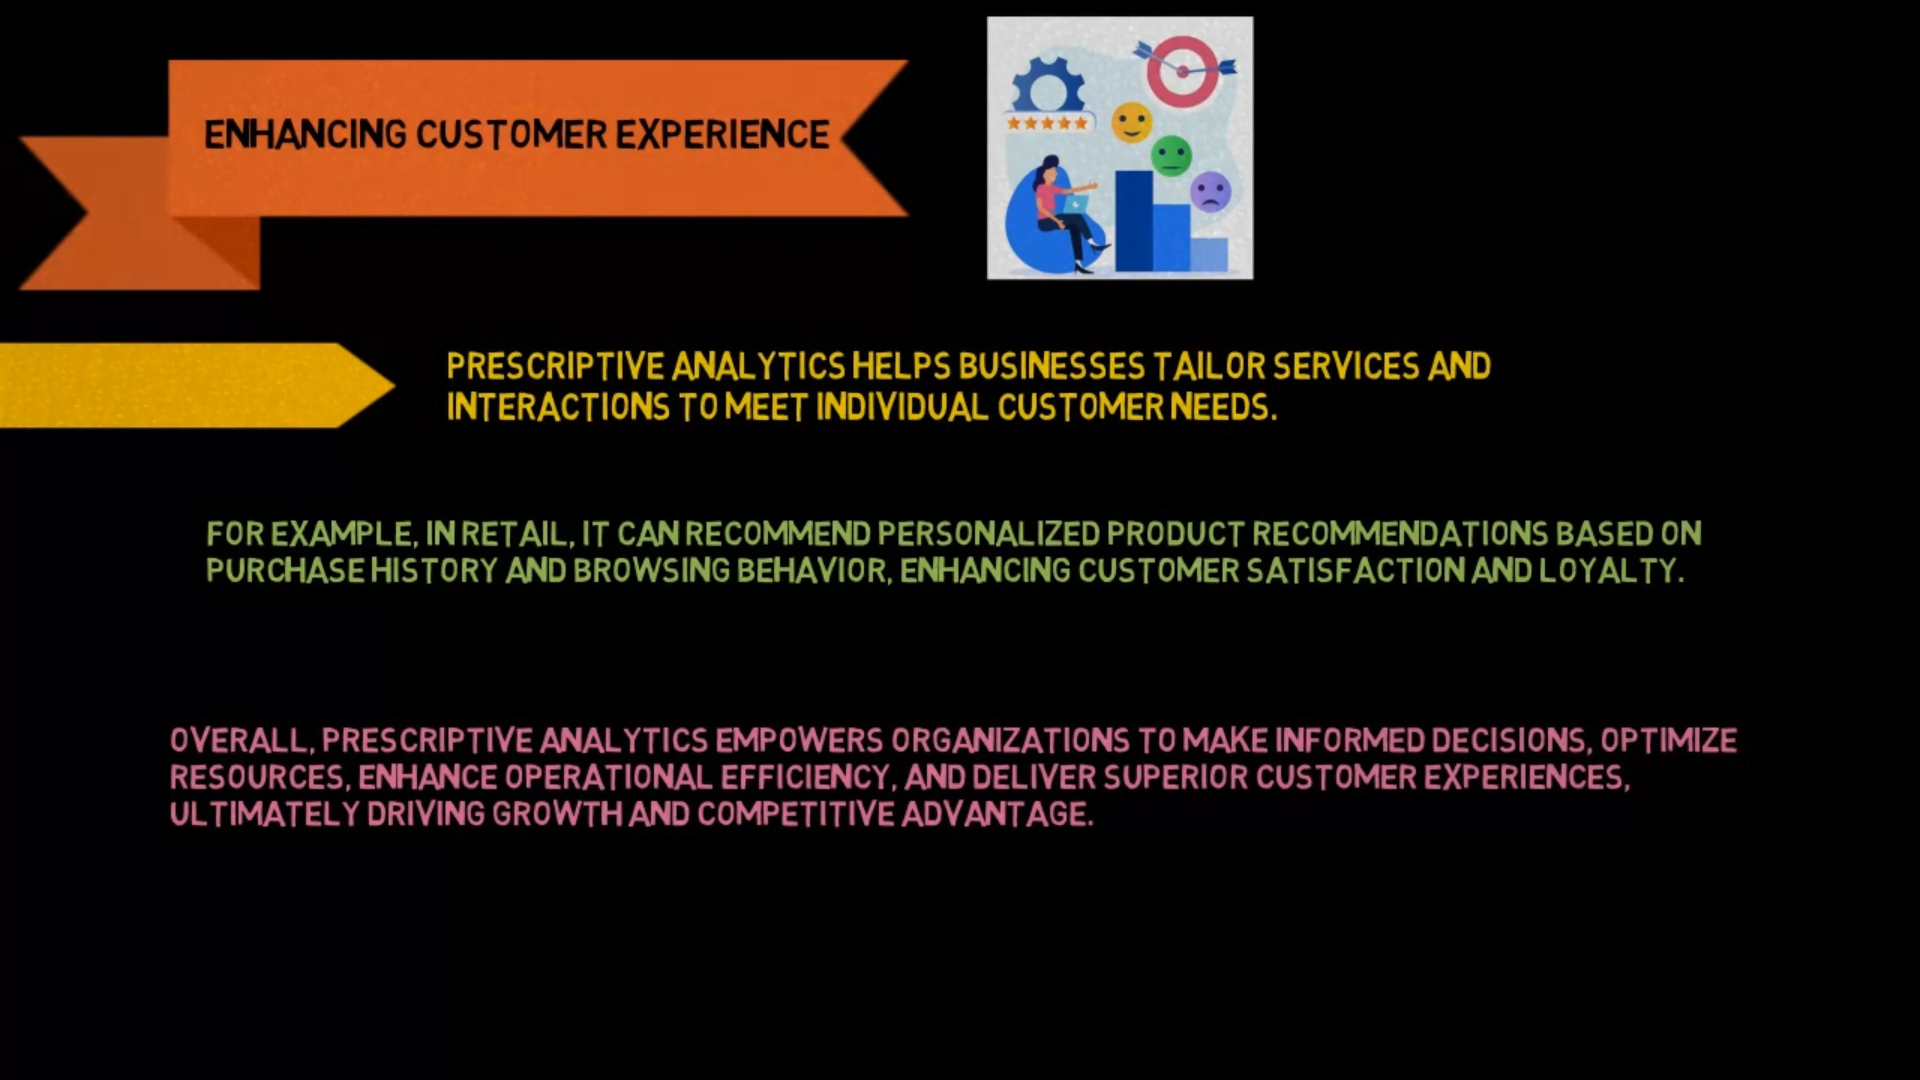 ENHANCING CUSTOMER EXPERIENCE
PRESCRIPTIVE ANALYTICS HELPS BUSINESSES TAILOR SERVICES AND
INTERACTIONS TO MEET INDIVIDUAL CUSTOMER NEEDS.
FOR EXAMPLE, IN RETAIL, IT CAN RECOMMEND PERSONALIZED PRODUCT RECOMMENDATIONS BASED ON
PURCHASE HISTORY AND BROWSING BEHAVIOR, ENHANCING CUSTOMER SATISFACTION AND LOYALTY.
OVERALL, PRESCRIPTIVE ANALYTICS EMPOWERS ORGANIZATIONS TO MAKE INFORMED DECISIONS, OPTIMIZE
RESOURCES, ENHANCE OPERATIONAL EFFICIENCY, AND DELIVER SUPERIOR CUSTOMER EXPERIENCES,
ULTIMATELY DRIVING GROWTH AND COMPETITIVE ADVANTAGE.